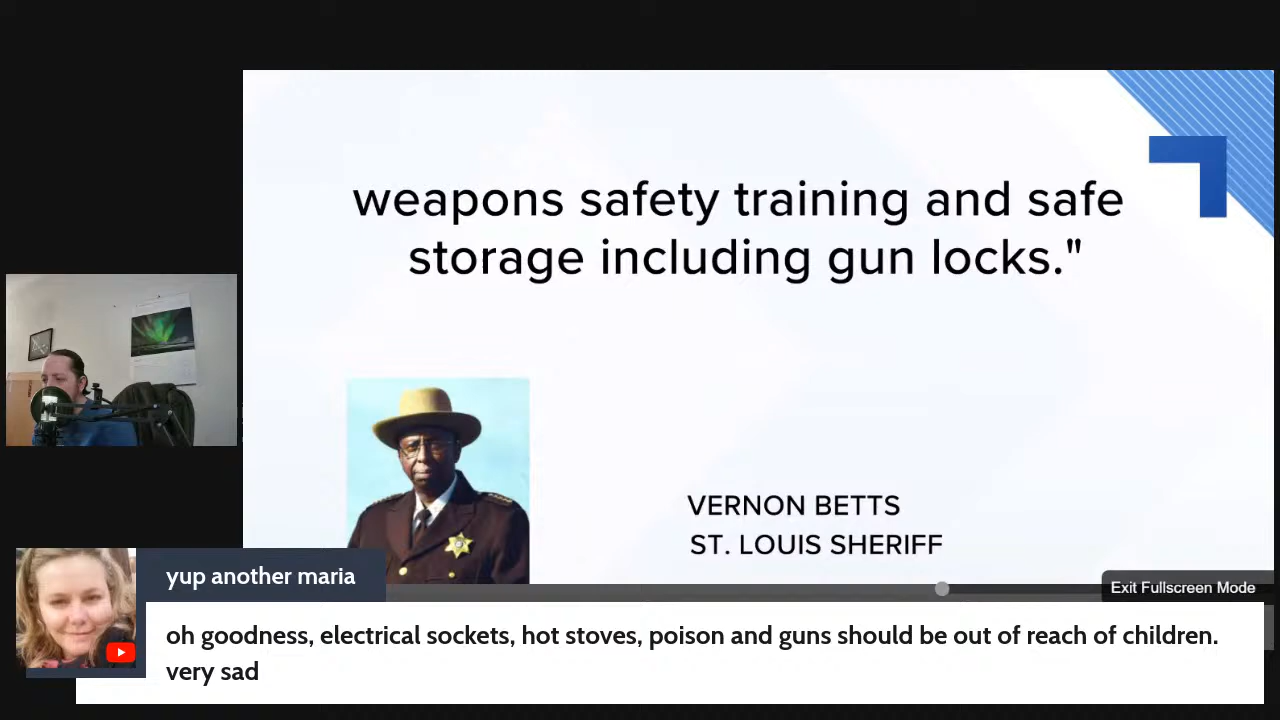 weapons safety training and safe
storage including gun locks."
VERNON BETTS
ST. LOUIS SHERIFF
Exit Fullscreen Mode
yup another maria
oh goodness, electrical sockets, hot stoves, poison and guns should be out of reach of children.
very sad